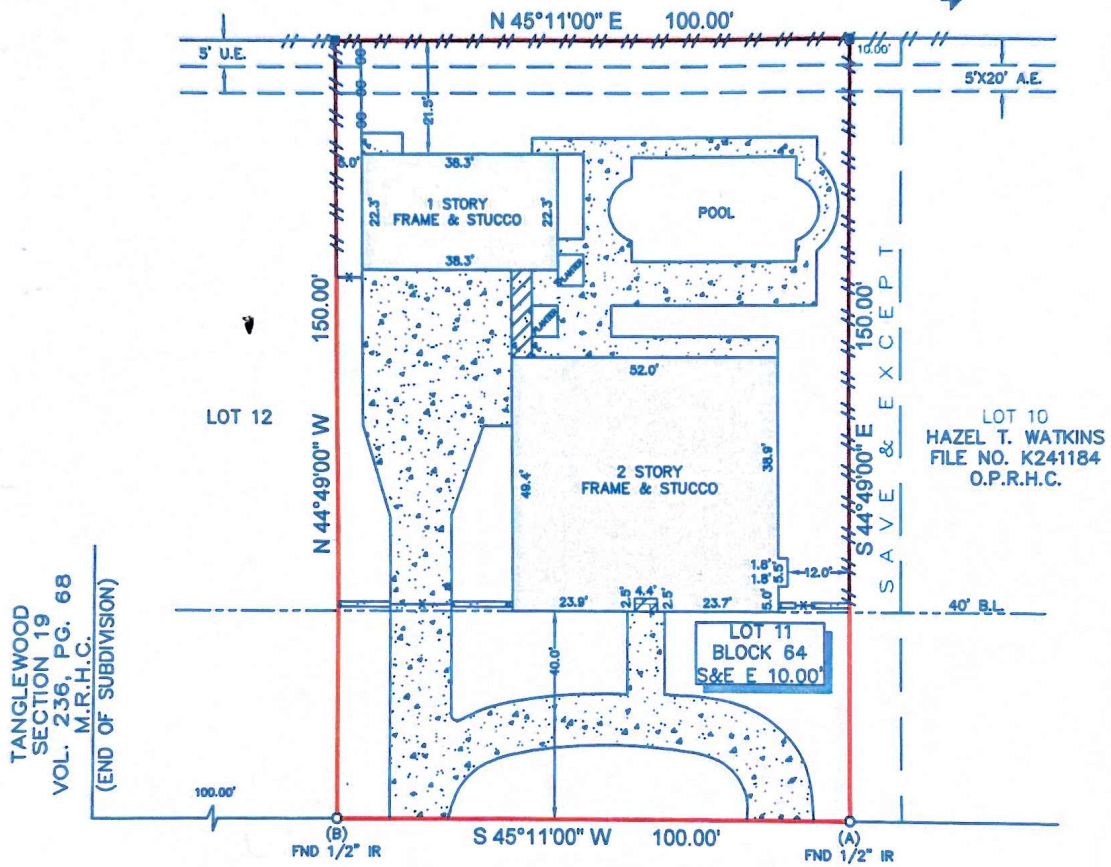 N 45°11'00" E 100.00'
5' U.E.
10.00'
5'X20' A.E.
21.5'
5.0'
38.3'
22.3'
1 STORY
FRAME & STUCCO
22.3'
38.3'
POOL
PLANTER
PLANTER
150.00'
N 44°49'00" W
150.00'
S 44°49'00" E
SAVE & EXCEPT
LOT 12
LOT 10
HAZEL T. WATKINS
FILE NO. K241184
O.P.R.H.C.
52.0'
49.4'
2 STORY
FRAME & STUCCO
38.9'
1.8'
1.8'
5.5'
12.0'
5.0'
23.9'
2.5'
4.4'
2.5'
23.7'
40' B.L.
LOT 11
BLOCK 64
S&E E 10.00'
40.0'
TANGLEWOOD
SECTION 19
VOL. 236, PG. 68
M.R.H.C.
(END OF SUBDIVISION)
100.00'
(B)
FND 1/2" IR
S 45°11'00" W 100.00'
(A)
FND 1/2" IR